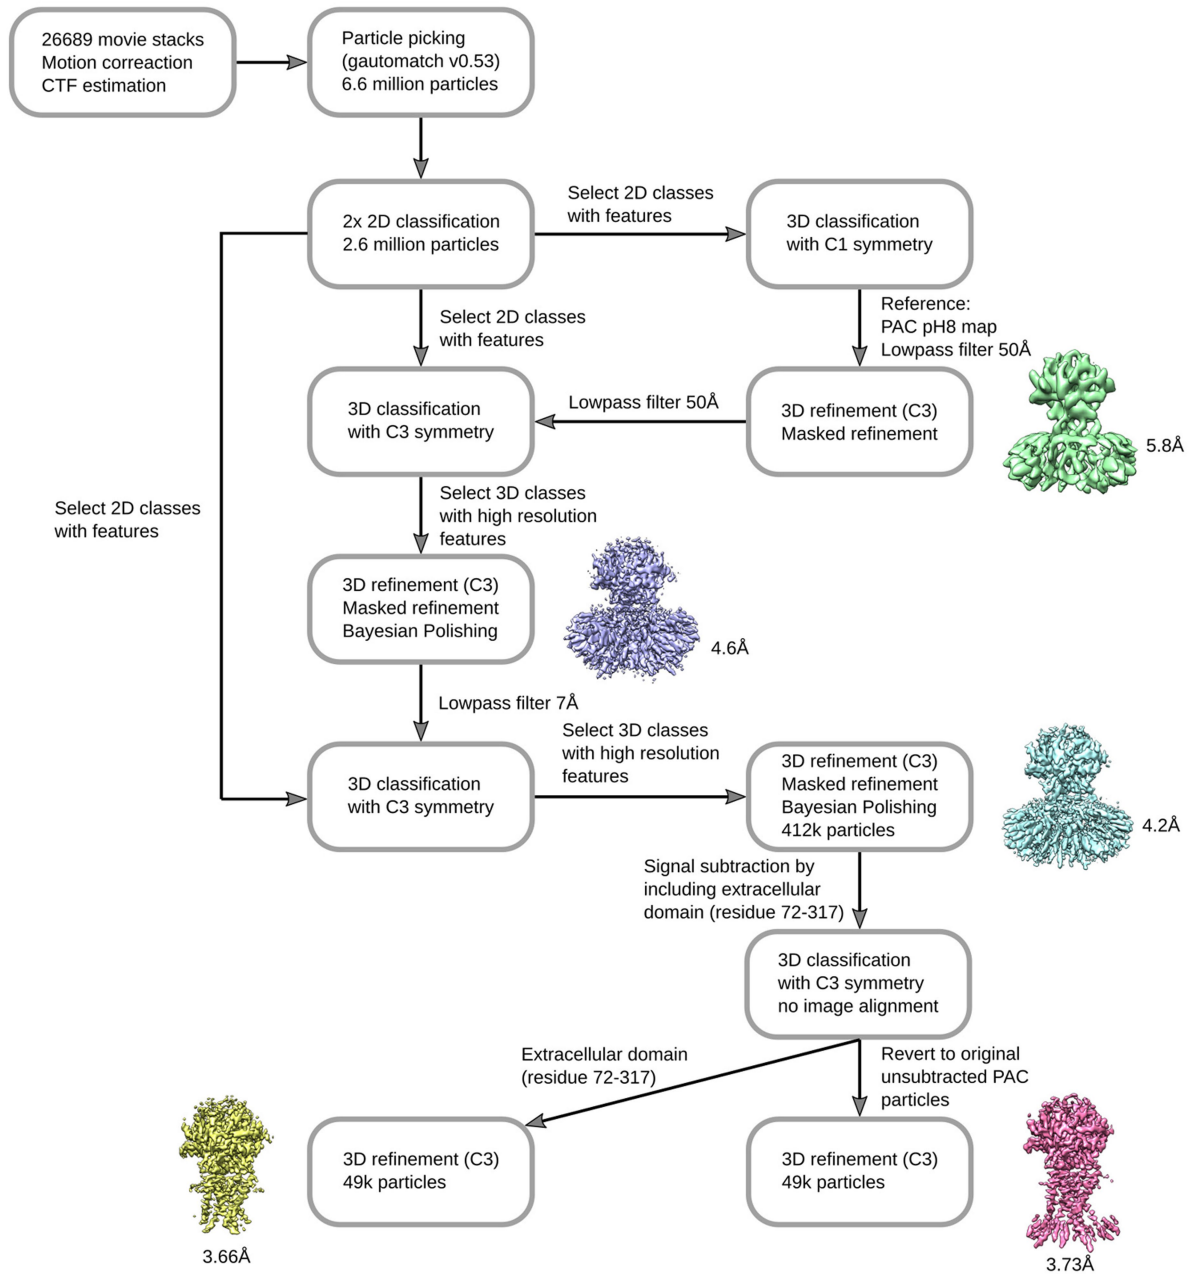 26689 movie stacks
Motion correaction
CTF estimation
Particle picking
(gautomatch v0.53)
6.6 million particles
2x 2D classification
2.6 million particles
Select 2D classes
with features
3D classification
with C1 symmetry
Select 2D classes
with features
Reference:
PAC pH8 map
Lowpass filter 50Å
3D classification
with C3 symmetry
Lowpass filter 50Å
3D refinement (C3)
Masked refinement
5.8Å
Select 2D classes
with features
Select 3D classes
with high resolution
features
3D refinement (C3)
Masked refinement
Bayesian Polishing
4.6Å
Lowpass filter 7Å
3D classification
with C3 symmetry
Select 3D classes
with high resolution
features
3D refinement (C3)
Masked refinement
Bayesian Polishing
412k particles
4.2Å
Signal subtraction by
including extracellular
domain (residue 72-317)
3D classification
with C3 symmetry
no image alignment
Extracellular domain
(residue 72-317)
Revert to original
unsubtracted PAC
particles
3D refinement (C3)
49k particles
3.66Å
3D refinement (C3)
49k particles
3.73Å